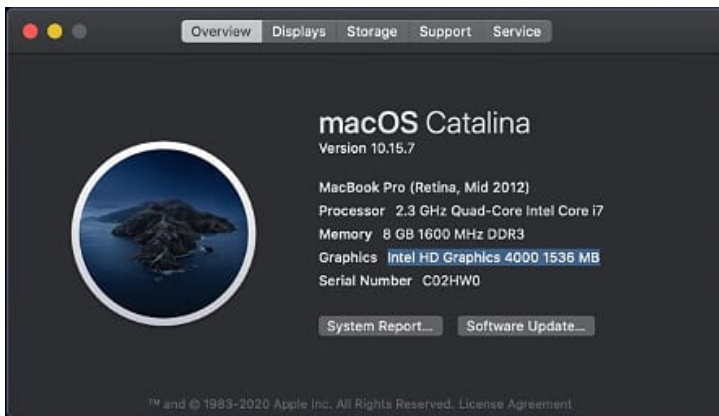 Overview Displays Storage Support Service
macOS Catalina
Version 10.15.7
MacBook Pro (Retina, Mid 2012)
Processor 2.3 GHz Quad-Core Intel Core i7
Memory 8 GB 1600 MHz DDR3
Graphics Intel HD Graphics 4000 1536 MB
Serial Number C02HW0
System Report... Software Update...
™ and © 1983-2020 Apple Inc. All Rights Reserved. License Agreement